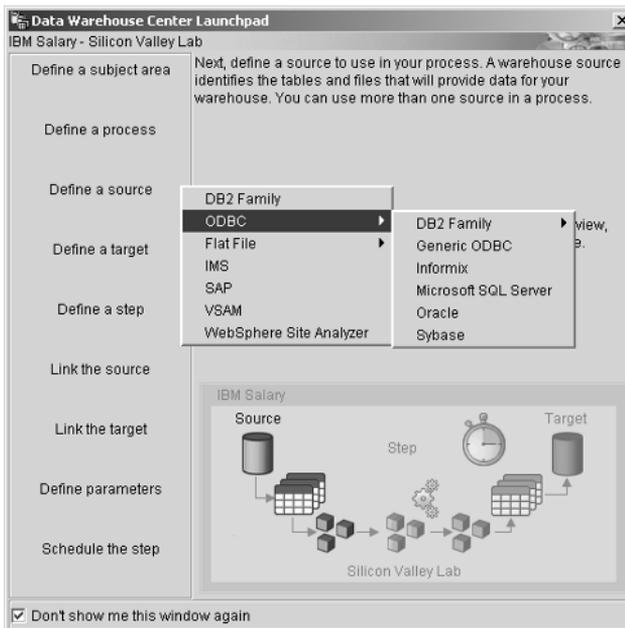 Data Warehouse Center Launchpad
IBM Salary - Silicon Valley Lab
Define a subject area
Define a process
Define a source
Define a target
Define a step
Link the source
Link the target
Define parameters
Schedule the step
Next, define a source to use in your process. A warehouse source
identifies the tables and files that will provide data for your
warehouse. You can use more than one source in a process.
view,
e.
DB2 Family
ODBC
Flat File
IMS
SAP
VSAM
WebSphere Site Analyzer
DB2 Family
Generic ODBC
Informix
Microsoft SQL Server
Oracle
Sybase
IBM Salary
Source
Step
Target
Silicon Valley Lab
Don't show me this window again